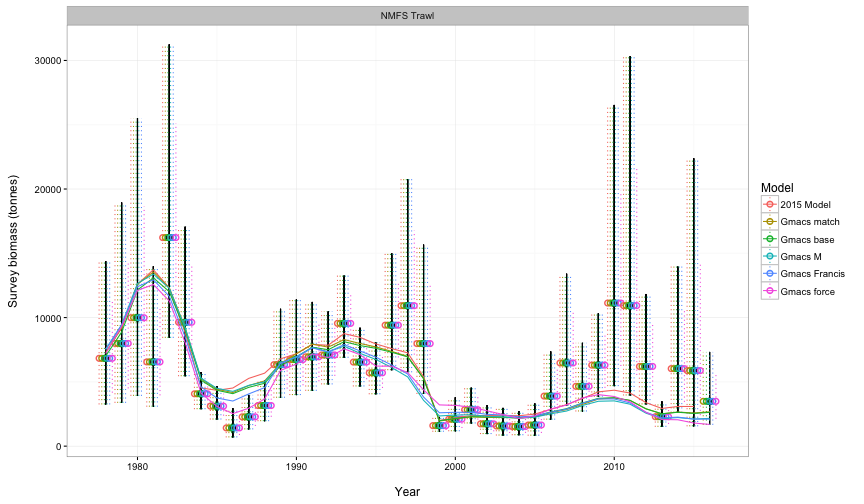 NMFS Trawl
Survey biomass (tonnes)
30000
20000
10000
0
1980
1990
2000
2010
Year
Model
2015 Model
Gmacs match
Gmacs base
Gmacs M
Gmacs Francis
Gmacs force